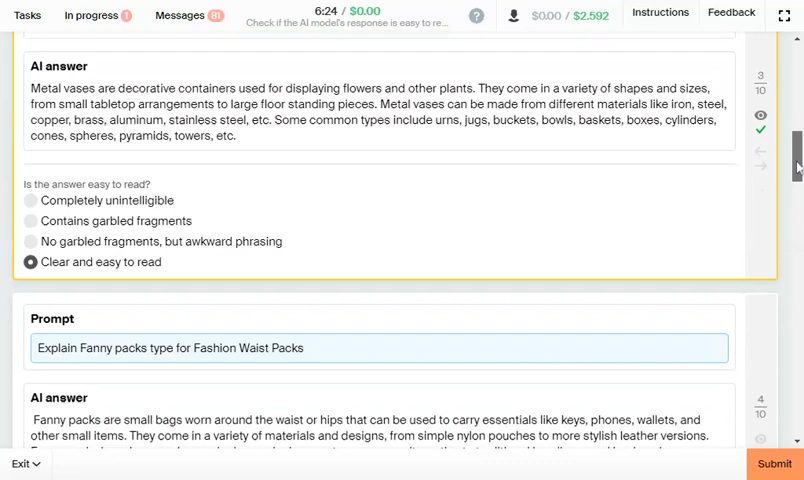 Tasks In progress 1 Messages 81 6:24 / $0.00 ? $0.00 / $2.592 Instructions Feedback
Check if the AI model's response is easy to re...
AI answer
Metal vases are decorative containers used for displaying flowers and other plants. They come in a variety of shapes and sizes,
from small tabletop arrangements to large floor standing pieces. Metal vases can be made from different materials like iron, steel,
copper, brass, aluminum, stainless steel, etc. Some common types include urns, jugs, buckets, bowls, baskets, boxes, cylinders,
cones, spheres, pyramids, towers, etc.
3
10
Is the answer easy to read?
Completely unintelligible
Contains garbled fragments
No garbled fragments, but awkward phrasing
Clear and easy to read
Prompt
Explain Fanny packs type for Fashion Waist Packs
AI answer
Fanny packs are small bags worn around the waist or hips that can be used to carry essentials like keys, phones, wallets, and
other small items. They come in a variety of materials and designs, from simple nylon pouches to more stylish leather versions.
4
10
Exit
Submit